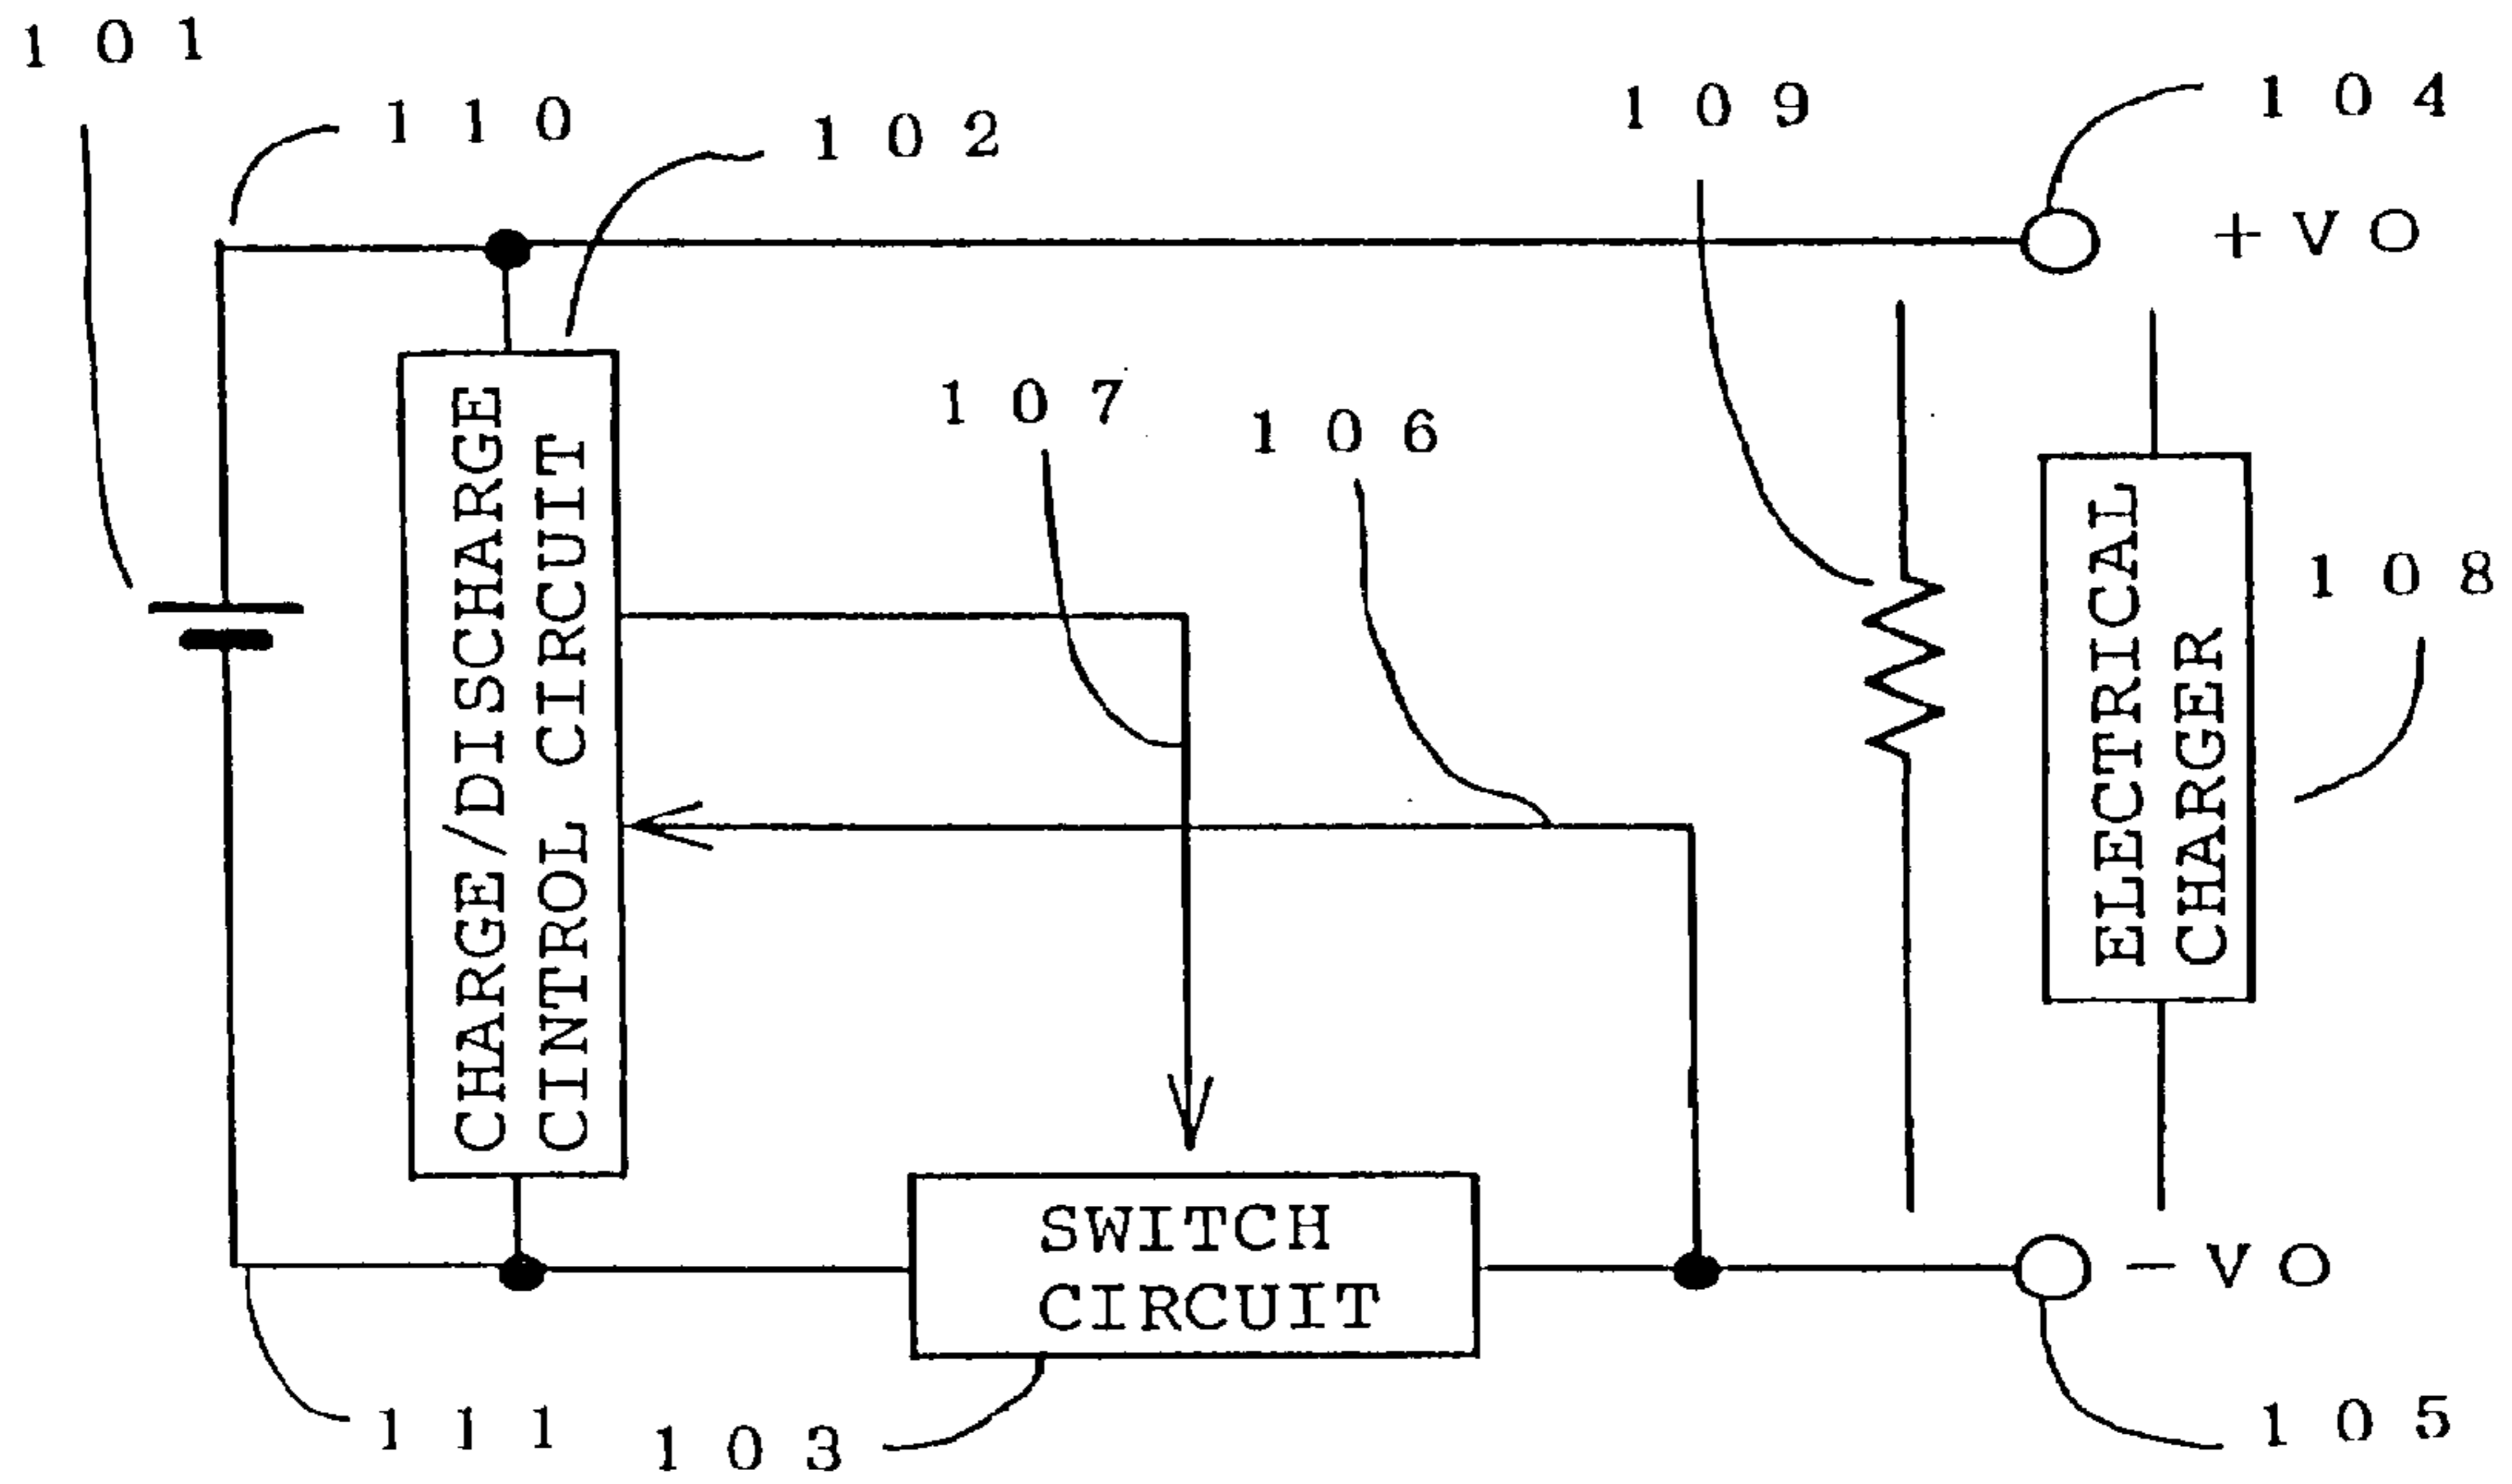 101
110
102
109
104
+VO
107
106
108
CHARGE/DISCHARGE
CINTROL CIRCUIT
ELECTRICAL
CHARGER
SWITCH
CIRCUIT
-VO
111
103
105